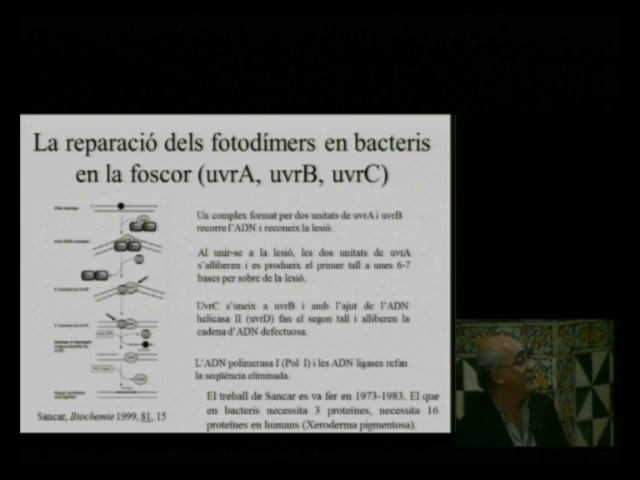 La reparació dels fotodímers en bacteris
en la foscor (uvrA, uvrB, uvrC)
Un complex format per dos unitats de uvrA i uvrB
recorre l'ADN i reconeix la lesió.
Al unir-se a la lesió, les dos unitats de uvrA
s'alliberen i es produeix el primer tall a unes 6-7
bases per sobre de la lesió.
UvrC s'uneix a uvrB i amb l'ajut de l'ADN
helicasa II (uvrD) fan el segon tall i alliberen la
cadena d'ADN defectuosa.
L'ADN polimerasa I (Pol I) i les ADN ligases refan
la seqüència eliminada.
El treball de Sancar es va fer en 1973-1983. El que
en bacteris necessita 3 proteïnes, necessita 16
proteïnes en humans (Xeroderma pigmentosa).
Sancar, Biochemie 1999, 81, 15